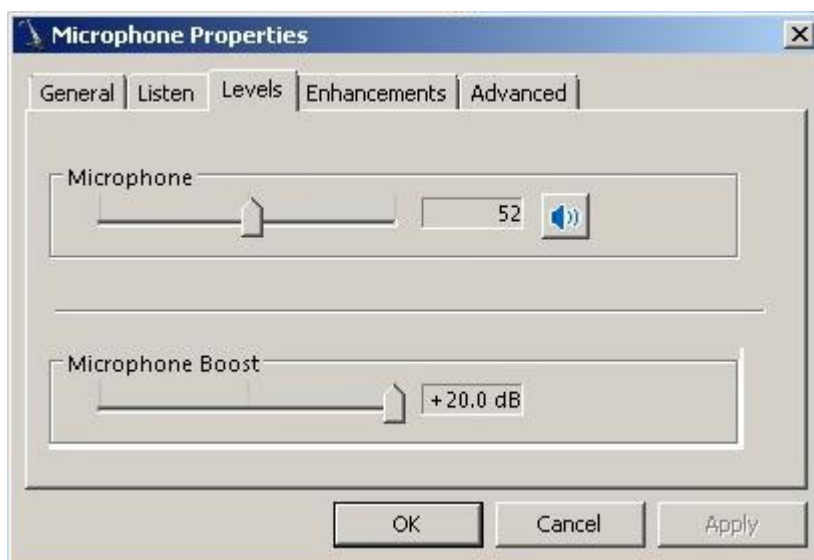 Microphone Properties
General Listen Levels Enhancements Advanced
Microphone
52
Microphone Boost
+20.0 dB
OK Cancel Apply